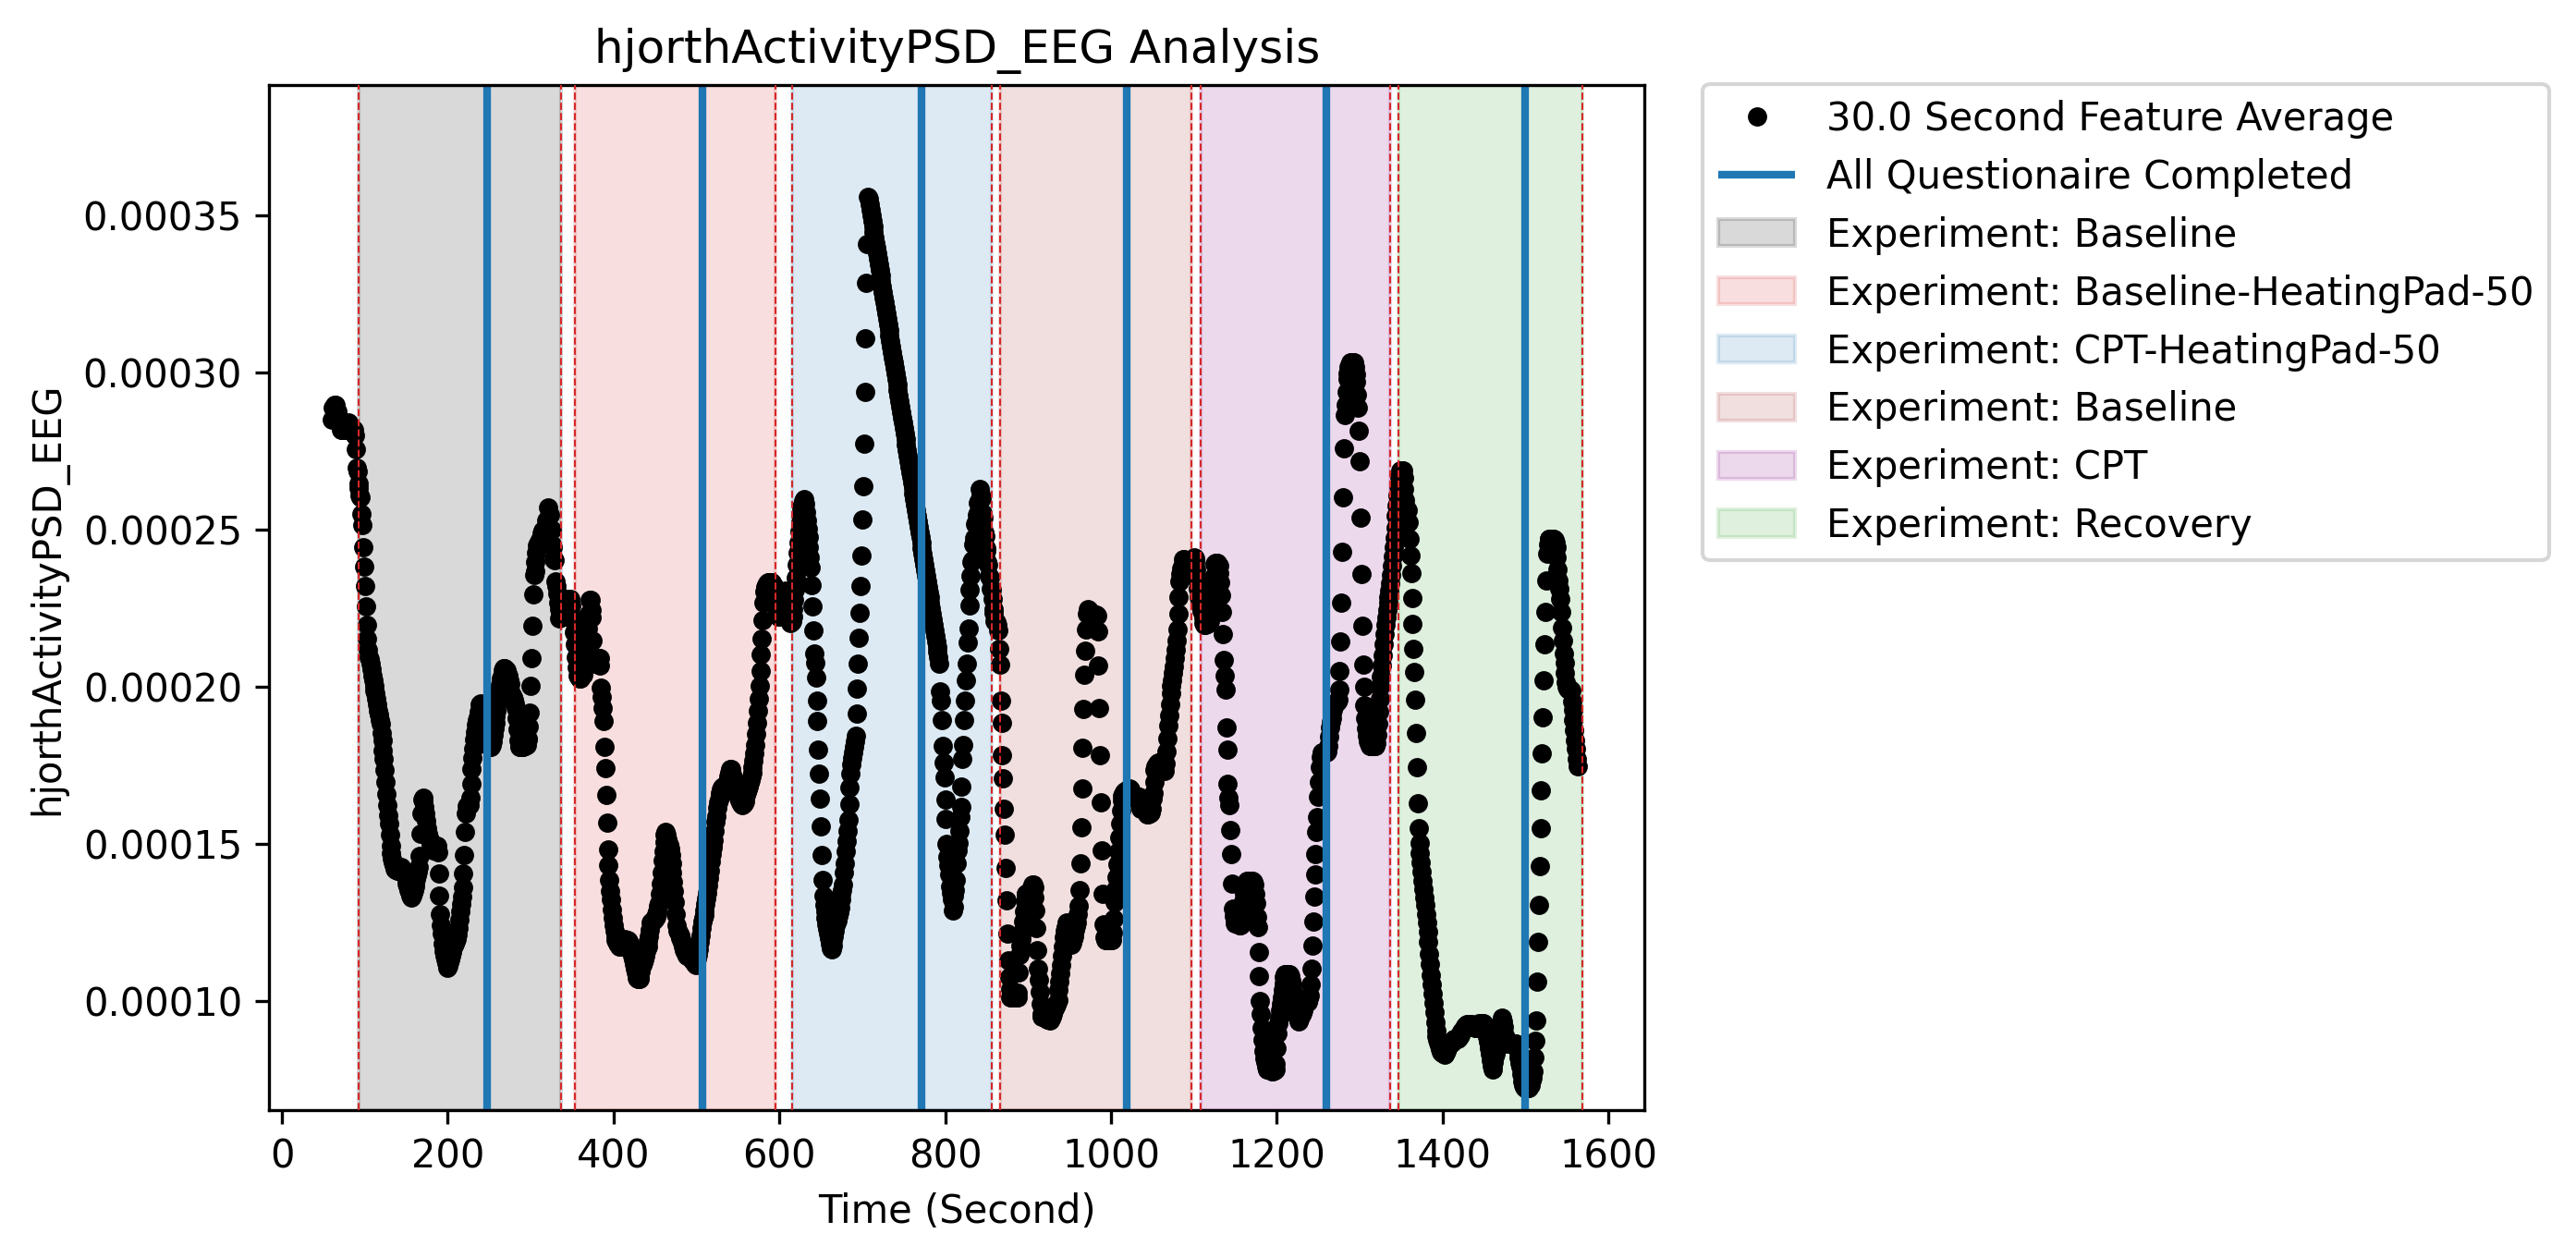 hjorthActivityPSD_EEG Analysis
hjorthActivityPSD_EEG
0.00035
0.00030
0.00025
0.00020
0.00015
0.00010
0 200 400 600 800 1000 1200 1400 1600
Time (Second)
30.0 Second Feature Average
All Questionaire Completed
Experiment: Baseline
Experiment: Baseline-HeatingPad-50
Experiment: CPT-HeatingPad-50
Experiment: Baseline
Experiment: CPT
Experiment: Recovery